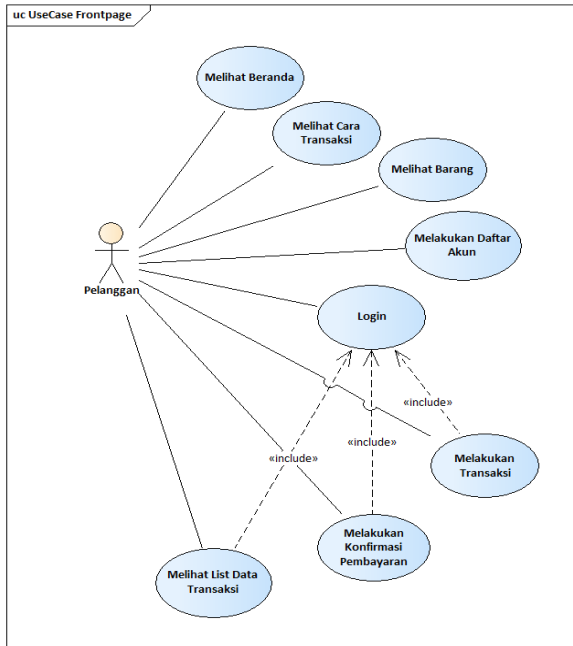 uc UseCase Frontpage
Melihat Beranda
Melihat Cara
Transaksi
Melihat Barang
Melakukan Daftar
Akun
Pelanggan
Login
«include»
«include»
«include»
Melakukan
Transaksi
Melakukan
Konfirmasi
Pembayaran
Melihat List Data
Transaksi